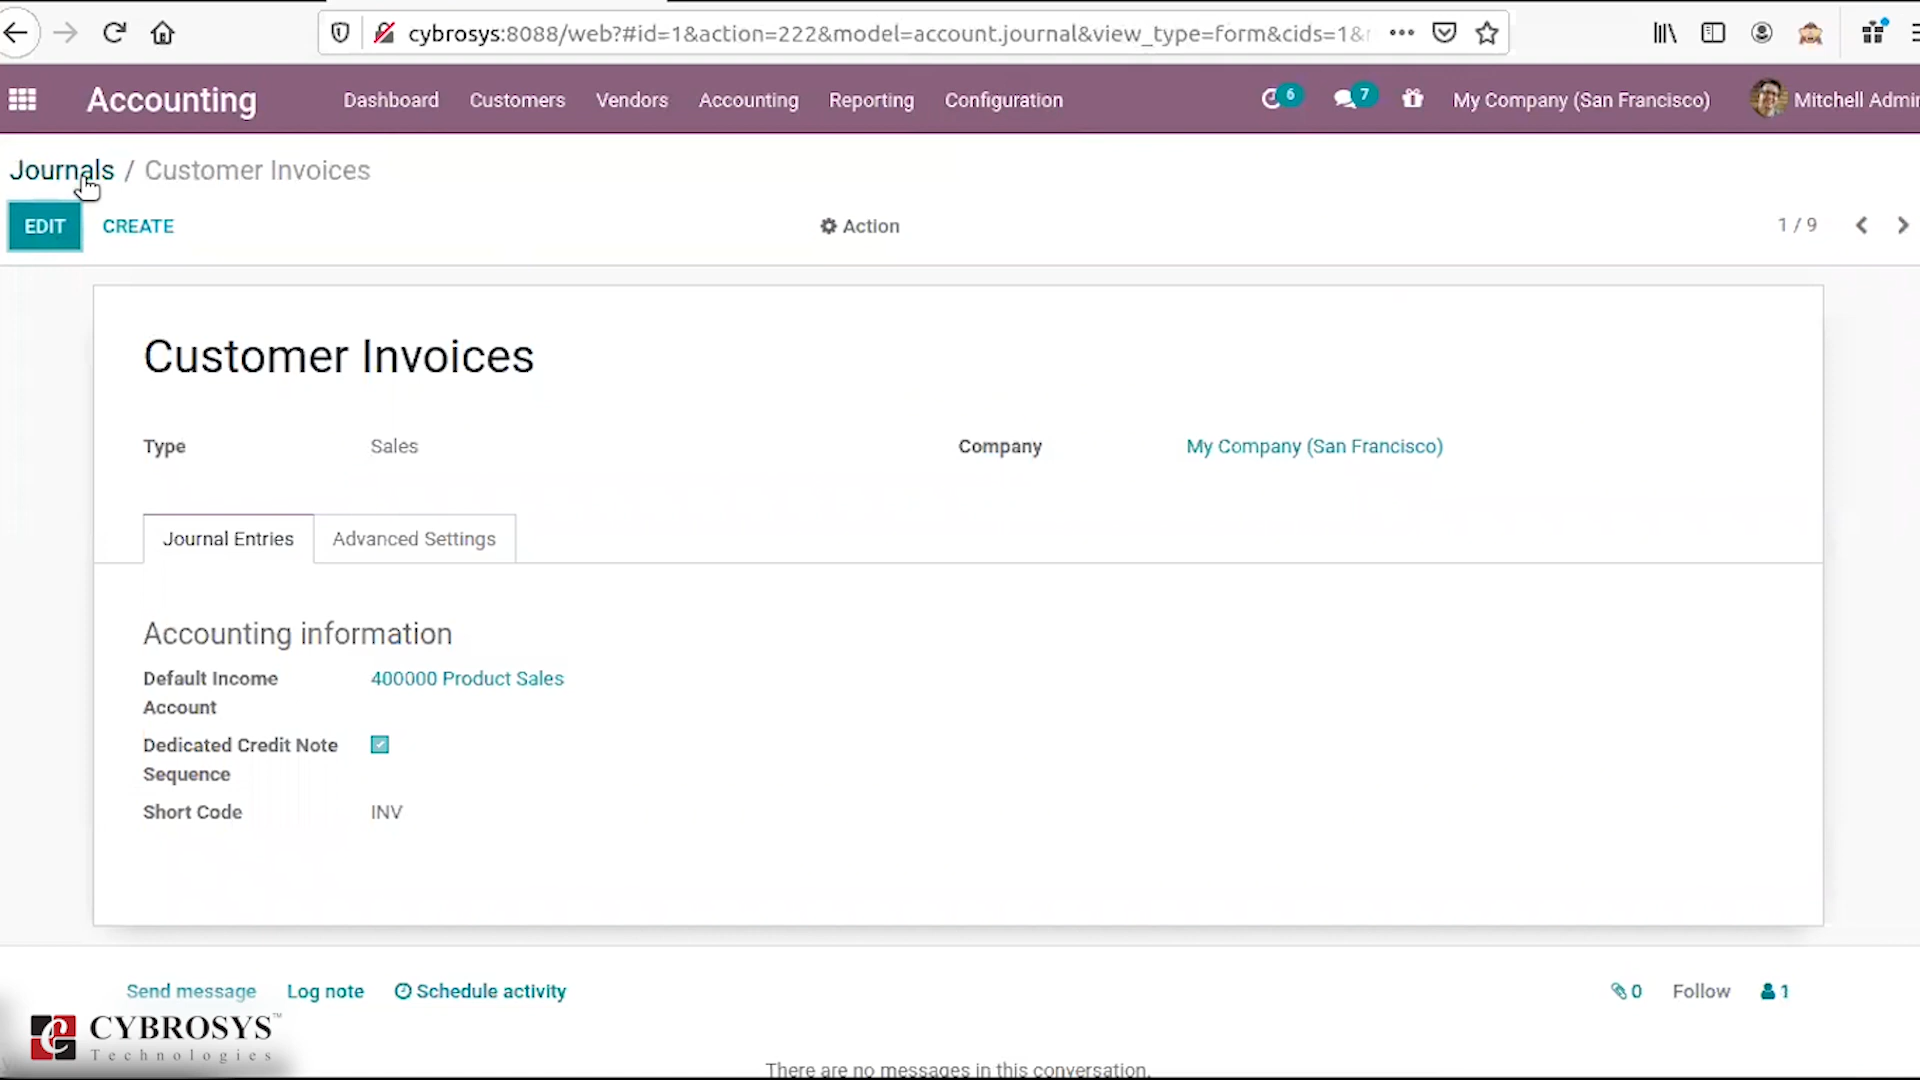 cybrosys:8088/web?#id=1&action=222&model=account.journal&view_type=form&cids=1&
Accounting Dashboard Customers Vendors Accounting Reporting Configuration 6 7 My Company (San Francisco) Mitchell Admin
Journals / Customer Invoices
EDIT CREATE Action 1 / 9
Customer Invoices
Type Sales Company My Company (San Francisco)
Journal Entries Advanced Settings
Accounting information
Default Income 400000 Product Sales
Account
Dedicated Credit Note
Sequence
Short Code INV
Send message Log note Schedule activity 0 Follow 1
CYBROSYS™
Technologies
There are no messages in this conversation.